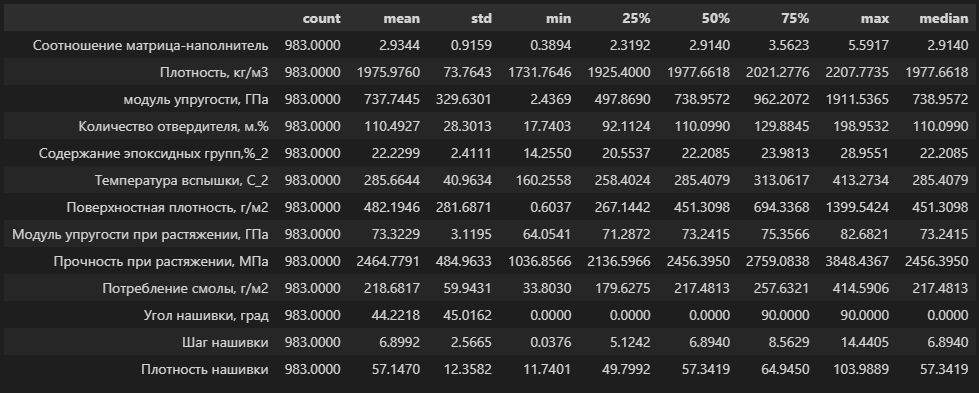 count mean std min 25% 50% 75% max median
Соотношение матрица-наполнитель 983.0000 2.9344 0.9159 0.3894 2.3192 2.9140 3.5623 5.5917 2.9140
Плотность, кг/м3 983.0000 1975.9760 73.7643 1731.7646 1925.4000 1977.6618 2021.2776 2207.7735 1977.6618
модуль упругости, ГПа 983.0000 737.7445 329.6301 2.4369 497.8690 738.9572 962.2072 1911.5365 738.9572
Количество отвердителя, м.% 983.0000 110.4927 28.3013 17.7403 92.1124 110.0990 129.8845 198.9532 110.0990
Содержание эпоксидных групп,%_2 983.0000 22.2299 2.4111 14.2550 20.5537 22.2085 23.9813 28.9551 22.2085
Температура вспышки, С_2 983.0000 285.6644 40.9634 160.2558 258.4024 285.4079 313.0617 413.2734 285.4079
Поверхностная плотность, г/м2 983.0000 482.1946 281.6871 0.6037 267.1442 451.3098 694.3368 1399.5424 451.3098
Модуль упругости при растяжении, ГПа 983.0000 73.3229 3.1195 64.0541 71.2872 73.2415 75.3566 82.6821 73.2415
Прочность при растяжении, МПа 983.0000 2464.7791 484.9633 1036.8566 2136.5966 2456.3950 2759.0838 3848.4367 2456.3950
Потребление смолы, г/м2 983.0000 218.6817 59.9431 33.8030 179.6275 217.4813 257.6321 414.5906 217.4813
Угол нашивки, град 983.0000 44.2218 45.0162 0.0000 0.0000 0.0000 90.0000 90.0000 0.0000
Шаг нашивки 983.0000 6.8992 2.5665 0.0376 5.1242 6.8940 8.5629 14.4405 6.8940
Плотность нашивки 983.0000 57.1470 12.3582 11.7401 49.7992 57.3419 64.9450 103.9889 57.3419